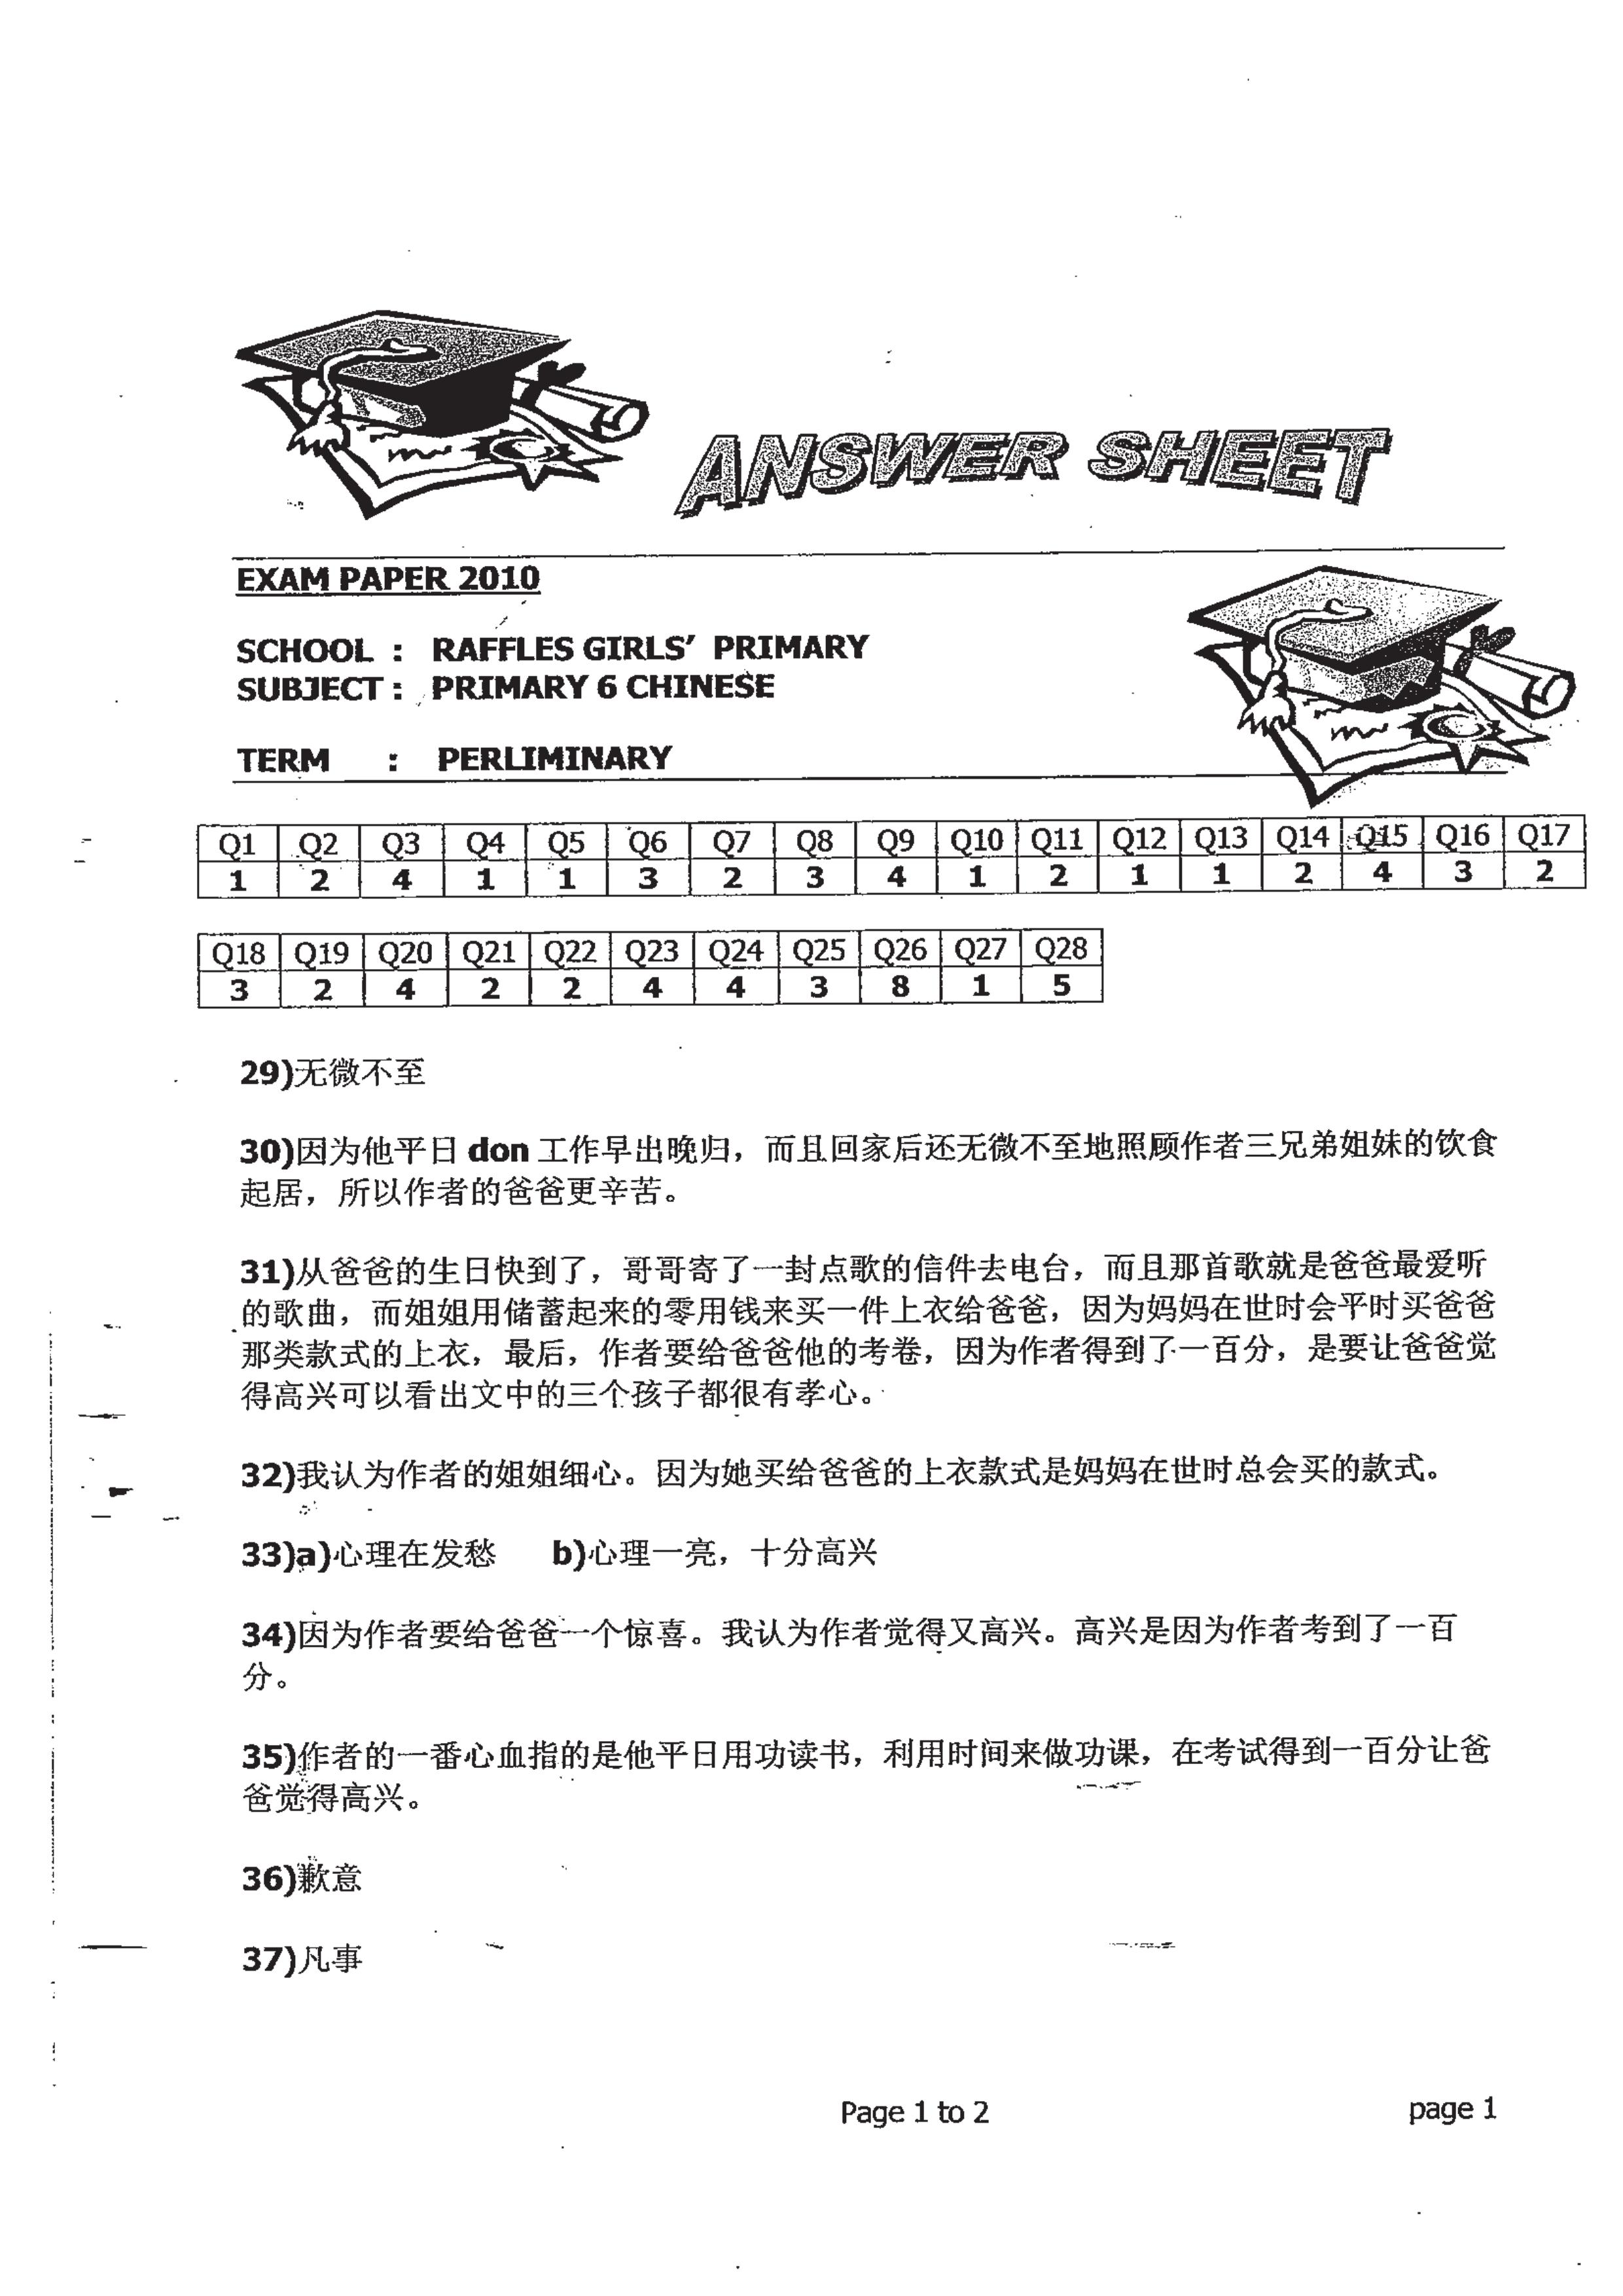 ANSWER SHEET
EXAM PAPER 2010
SCHOOL : RAFFLES GIRLS' PRIMARY
SUBJECT : PRIMARY 6 CHINESE
TERM : PERLIMINARY
Q1 Q2 Q3 Q4 Q5 Q6 Q7 Q8 Q9 Q10 Q11 Q12 Q13 Q14 Q15 Q16 Q17
1 2 4 1 1 3 2 3 4 1 2 1 1 2 4 3 2
Q18 Q19 Q20 Q21 Q22 Q23 Q24 Q25 Q26 Q27 Q28
3 2 4 2 2 4 4 3 8 1 5
29)无微不至
30)因为他平日 don 工作早出晚归，而且回家后还无微不至地照顾作者三兄弟姐妹的饮食
起居，所以作者的爸爸更辛苦。
31)从爸爸的生日快到了，哥哥寄了一封点歌的信件去电台，而且那首歌就是爸爸最爱听
的歌曲，而姐姐用储蓄起来的零用钱来买一件上衣给爸爸，因为妈妈在世时会平时买爸爸
那类款式的上衣，最后，作者要给爸爸他的考卷，因为作者得到了一百分，是要让爸爸觉
得高兴可以看出文中的三个孩子都很有孝心。
32)我认为作者的姐姐细心。因为她买给爸爸的上衣款式是妈妈在世时总会买的款式。
33)a)心理在发愁 b)心理一亮，十分高兴
34)因为作者要给爸爸一个惊喜。我认为作者觉得又高兴。高兴是因为作者考到了一百
分。
35)作者的一番心血指的是他平日用功读书，利用时间来做功课，在考试得到一百分让爸
爸觉得高兴。
36)歉意
37)凡事
Page 1 to 2 page 1